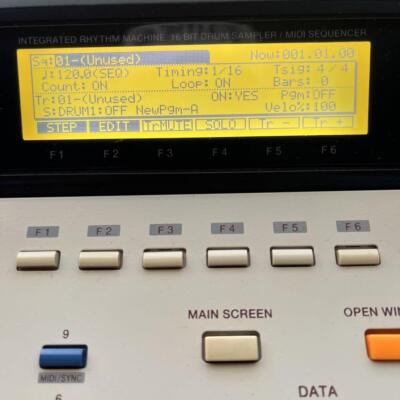 INTEGRATED RHYTHM MACHINE 16 BIT DRUM SAMPLER / MIDI SEQUENCER
Sq:01-(Unused) Now:001.01.00
♩:120.0(SEQ) Timing:1/16 Tsig: 4/ 4
Count: ON Loop: ON Bars: 0
Tr:01-(Unused) ON:YES Pgm:OFF
S:DRUM1:OFF NewPgm-A Velo%:100
STEP EDIT TrMUTE SOLO Tr - Tr +
F1 F2 F3 F4 F5 F6
F1 F2 F3 F4 F5 F6
MAIN SCREEN OPEN WI
9
MIDI/SYNC
DATA
6